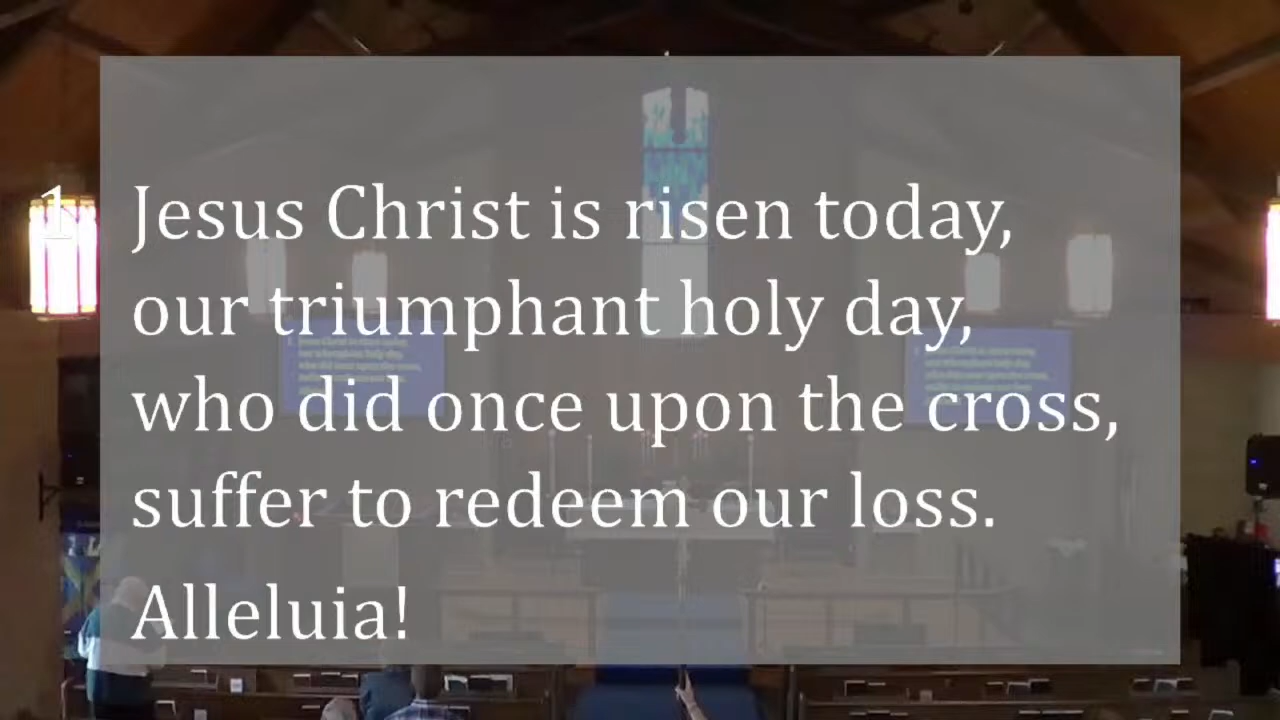 1 Jesus Christ is risen today,
our triumphant holy day,
who did once upon the cross,
suffer to redeem our loss.
Alleluia!